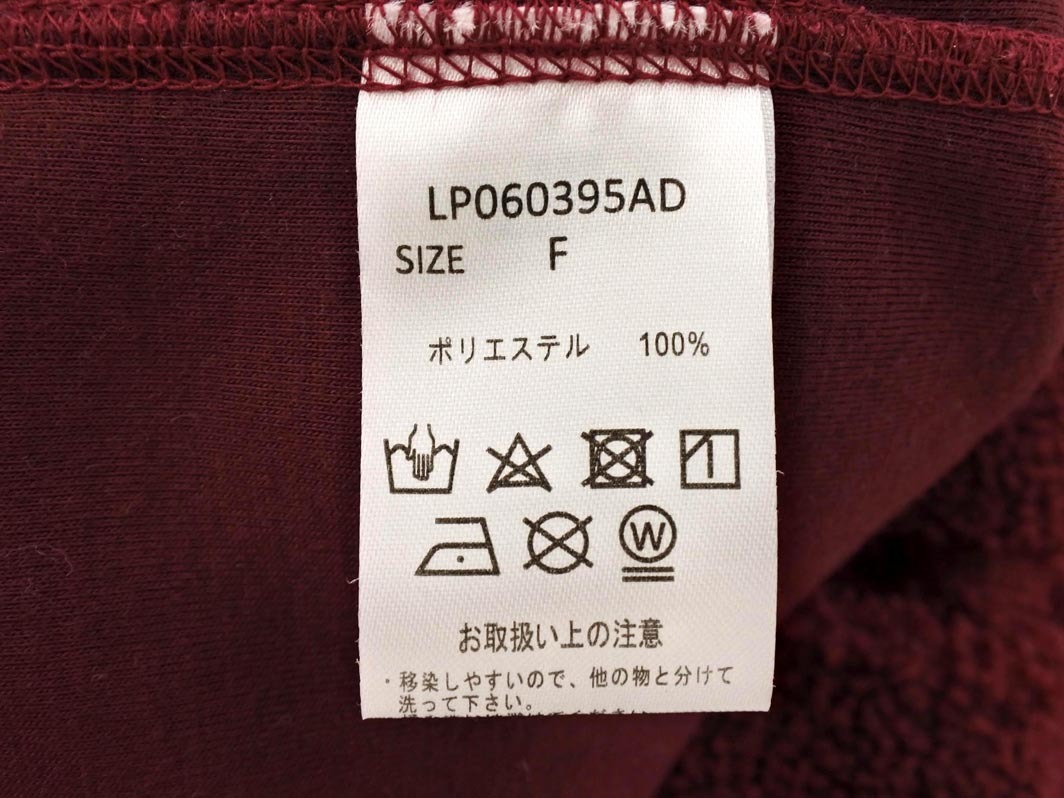 LP060395AD
SIZE F
ポリエステル 100%
W
お取扱い上の注意
・移染しやすいので、他の物と分けて
洗って下さい。